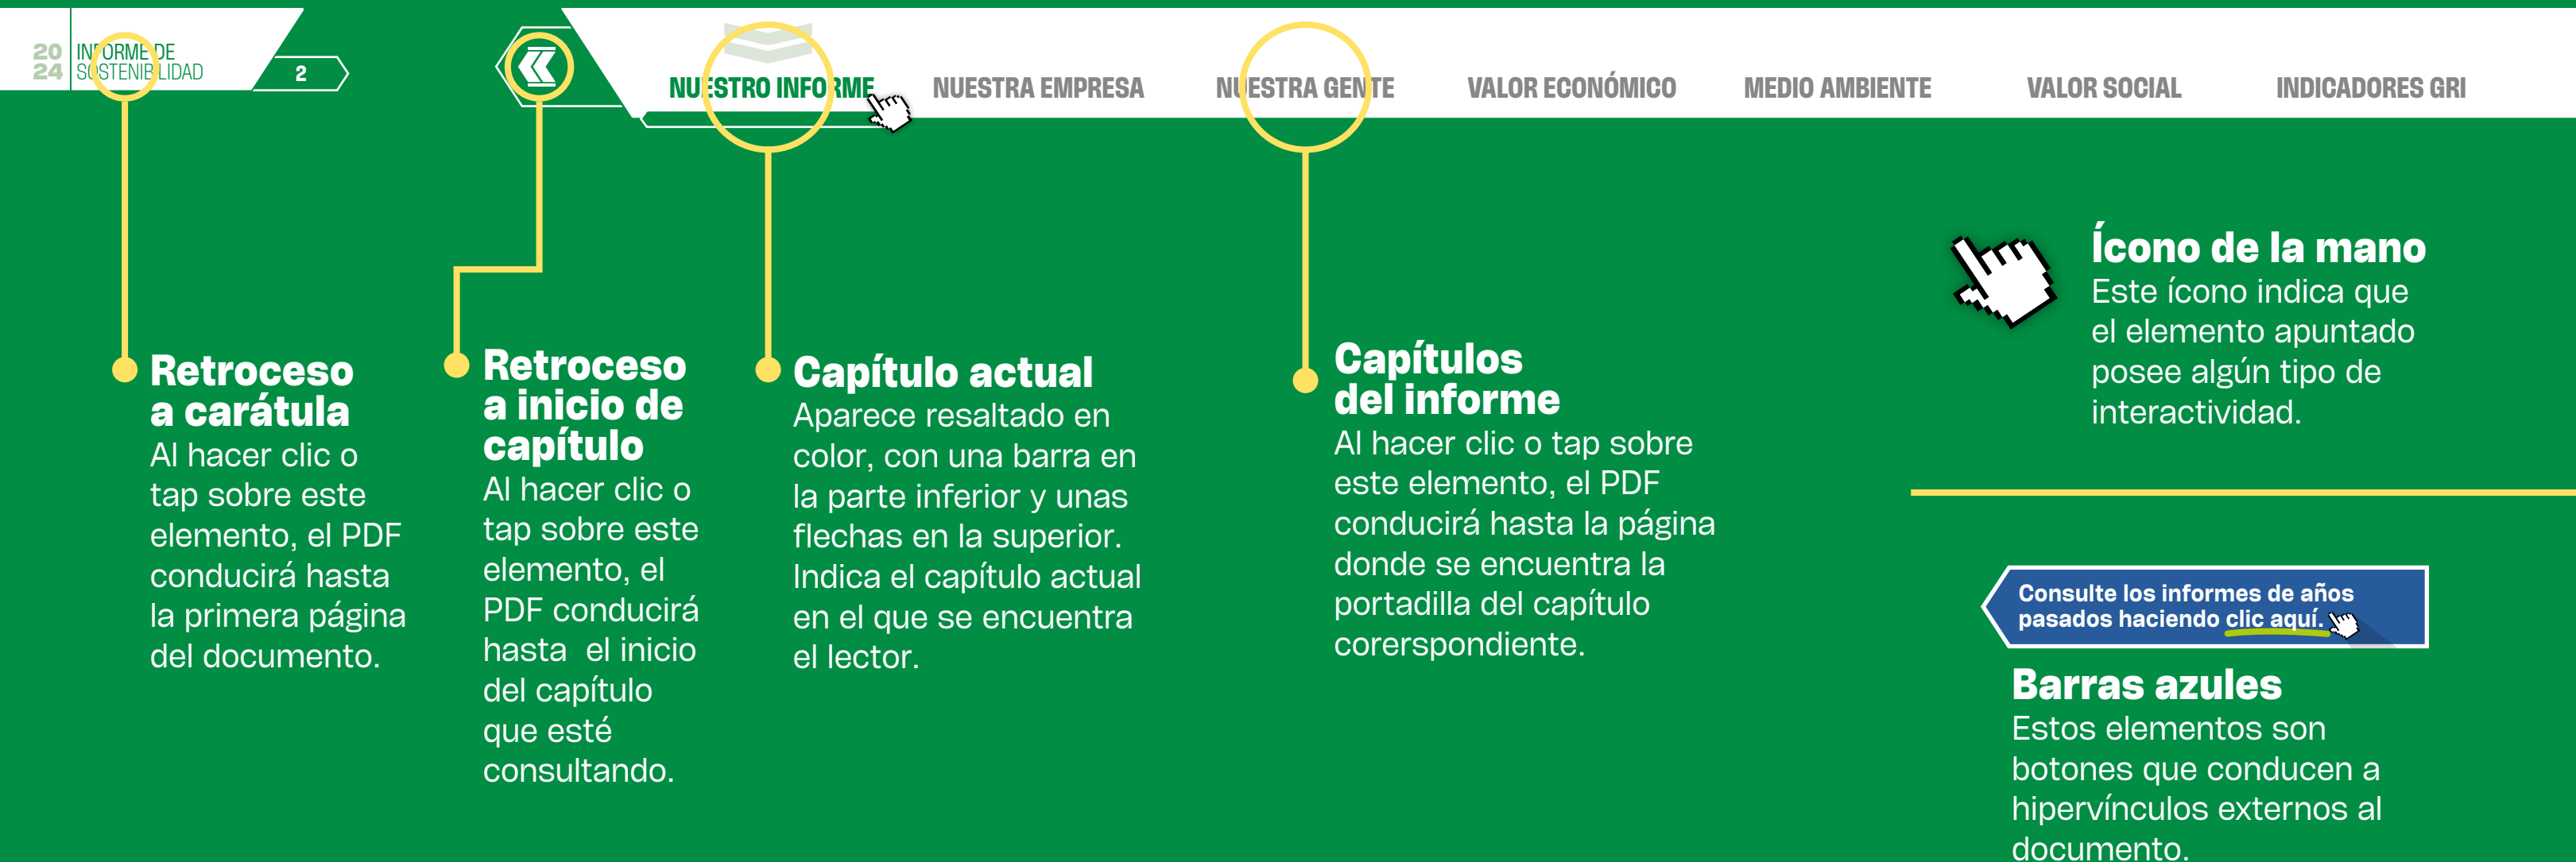 20
24
INFORME DE
SOSTENIBILIDAD
2
NUESTRO INFORME
NUESTRA EMPRESA
NUESTRA GENTE
VALOR ECONÓMICO
MEDIO AMBIENTE
VALOR SOCIAL
INDICADORES GRI
Retroceso
a carátula
Al hacer clic o
tap sobre este
elemento, el PDF
conducirá hasta
la primera página
del documento.
Retroceso
a inicio de
capítulo
Al hacer clic o
tap sobre este
elemento, el
PDF conducirá
hasta  el inicio
del capítulo
que esté
consultando.
Capítulo actual
Aparece resaltado en
color, con una barra en
la parte inferior y unas
flechas en la superior.
Indica el capítulo actual
en el que se encuentra
el lector.
Capítulos
del informe
Al hacer clic o tap sobre
este elemento, el PDF
conducirá hasta la página
donde se encuentra la
portadilla del capítulo
corerspondiente.
Ícono de la mano
Este ícono indica que
el elemento apuntado
posee algún tipo de
interactividad.
Consulte los informes de años
pasados haciendo clic aquí.
Barras azules
Estos elementos son
botones que conducen a
hipervínculos externos al
documento.